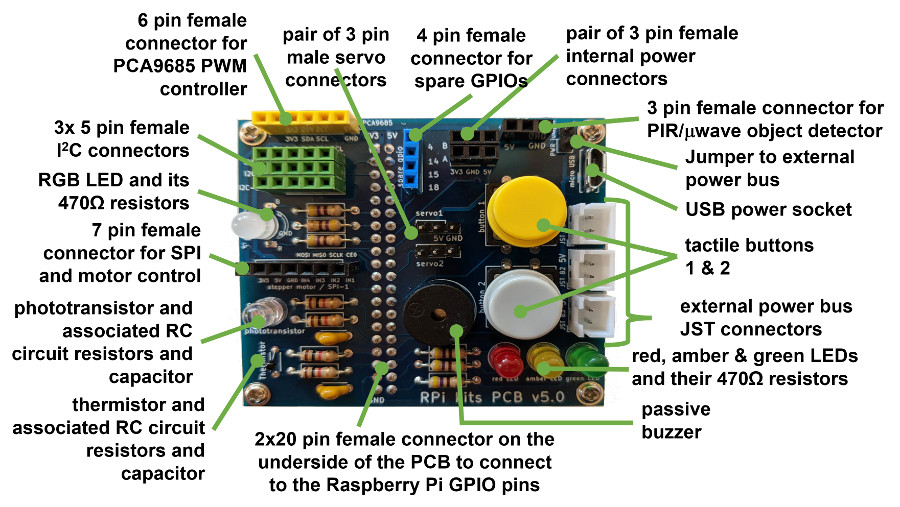 6 pin female
connector for
PCA9685 PWM
controller
pair of 3 pin
male servo
connectors
4 pin female
connector for
spare GPIOs
pair of 3 pin female
internal power
connectors
3 pin female connector for
PIR/μwave object detector
Jumper to external
power bus
USB power socket
3x 5 pin female
I²C connectors
RGB LED and its
470Ω resistors
7 pin female
connector for SPI
and motor control
phototransistor and
associated RC
circuit resistors and
capacitor
thermistor and
associated RC circuit
resistors and
capacitor
tactile buttons
1 & 2
external power bus
JST connectors
red, amber & green LEDs
and their 470Ω resistors
passive
buzzer
2x20 pin female connector on the
underside of the PCB to connect
to the Raspberry Pi GPIO pins
PCA9685
3V3 SDA SCL GND
3V3 5V
spare gpio
4
14
15
18
B
A
3V3 GND 5V
5V GND
PWR
micro USB
I2C
GND
servo1
5V GND
servo2
button 1
button 2
MOSI MISO SCLK CE0
3V3 5V GND IN4 IN3 IN2 IN1
stepper motor / SPI-1
phototransistor
JST B2 5V
red LED
amber LED
green LED
GND
RPi kits PCB v5.0